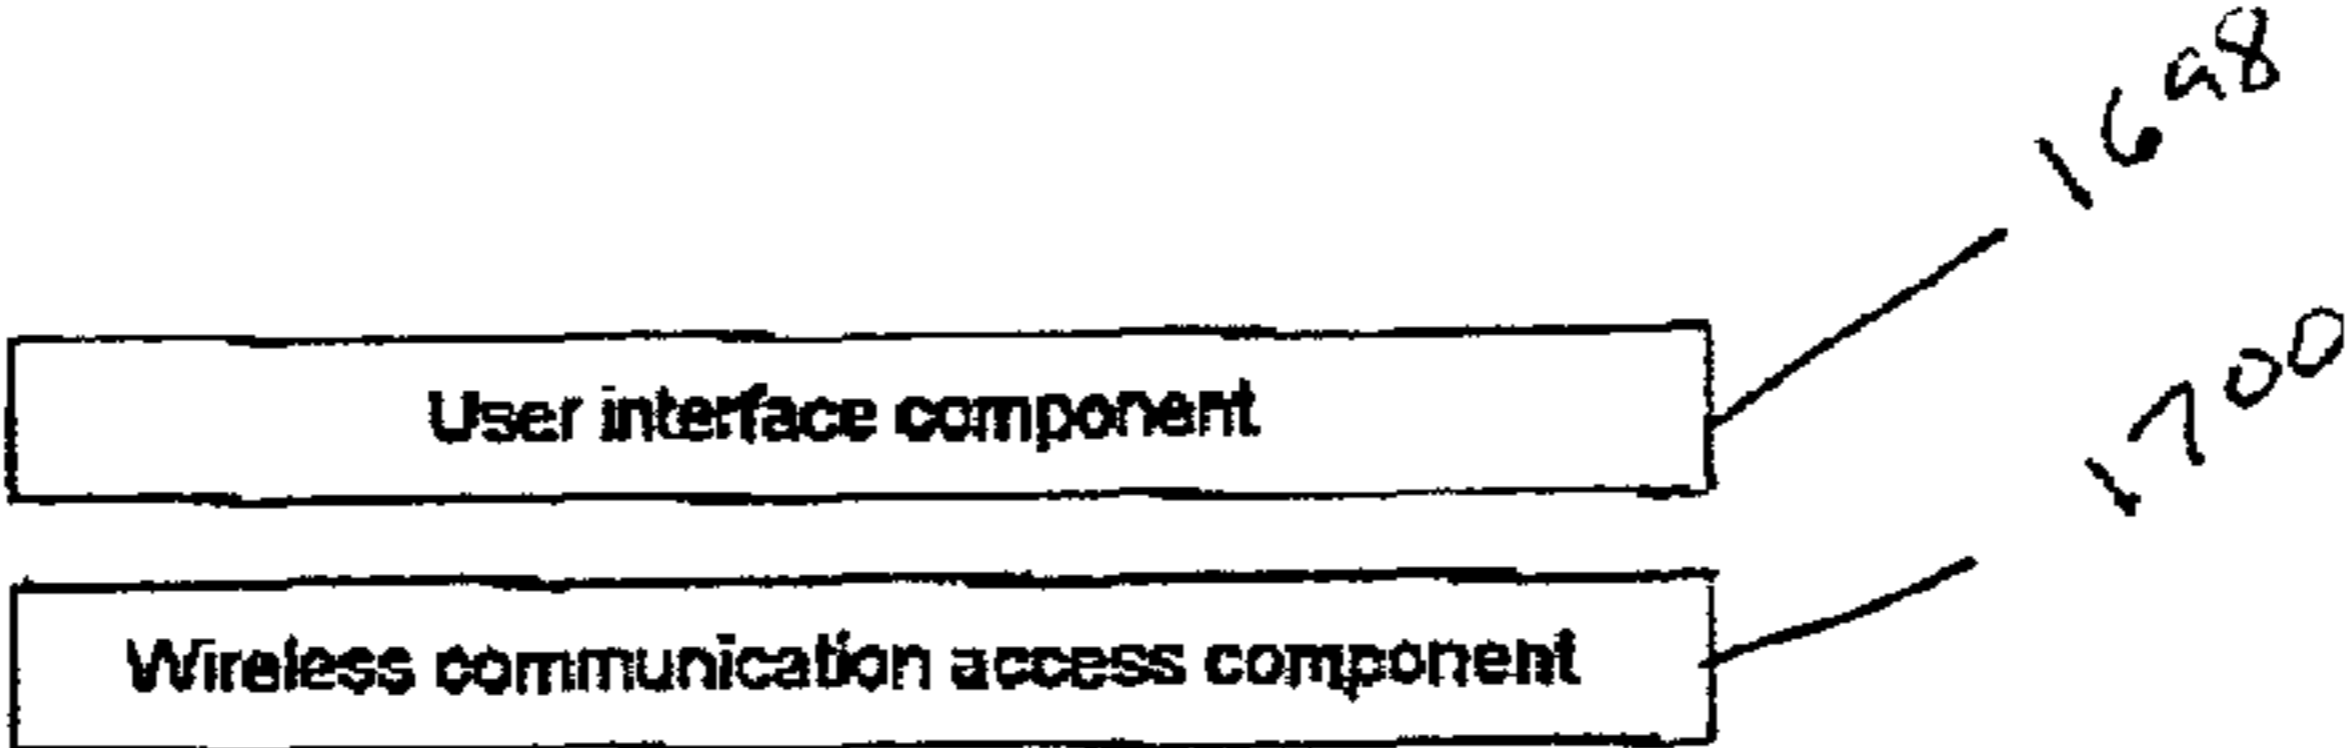 1698
User interface component
1700
Wireless communication access component